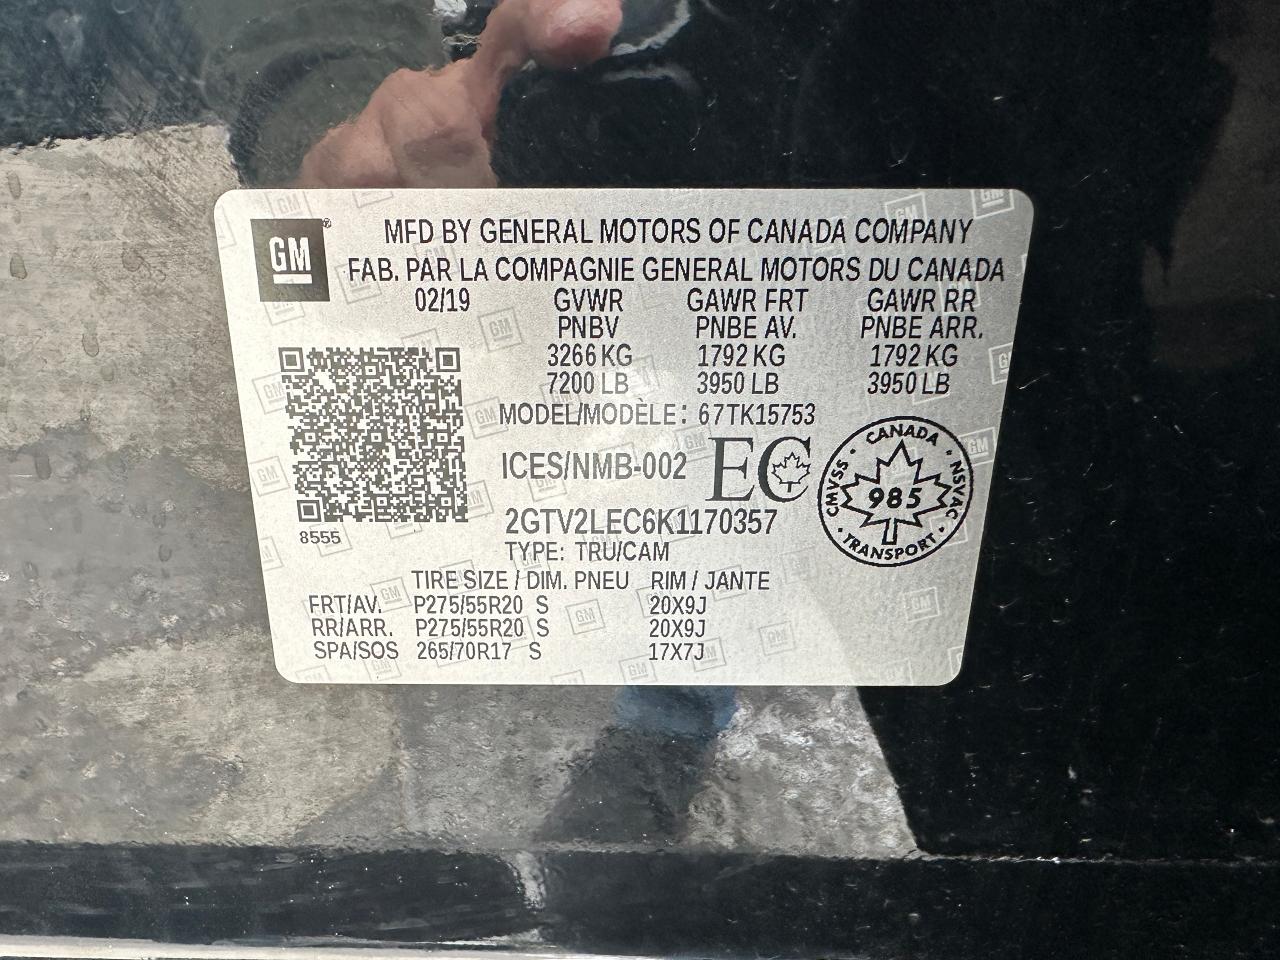 GM
MFD BY GENERAL MOTORS OF CANADA COMPANY
FAB. PAR LA COMPAGNIE GENERAL MOTORS DU CANADA
02/19 GVWR GAWR FRT GAWR RR
PNBV PNBE AV. PNBE ARR.
3266 KG 1792 KG 1792 KG
7200 LB 3950 LB 3950 LB
MODEL/MODÈLE: 67TK15753
ICES/NMB-002 EC
CANADA
CMVSS 985 NSVAC
TRANSPORT
2GTV2LEC6K1170357
8555
TYPE: TRU/CAM
TIRE SIZE / DIM. PNEU RIM / JANTE
FRT/AV. P275/55R20 S 20X9J
RR/ARR. P275/55R20 S 20X9J
SPA/SOS 265/70R17 S 17X7J